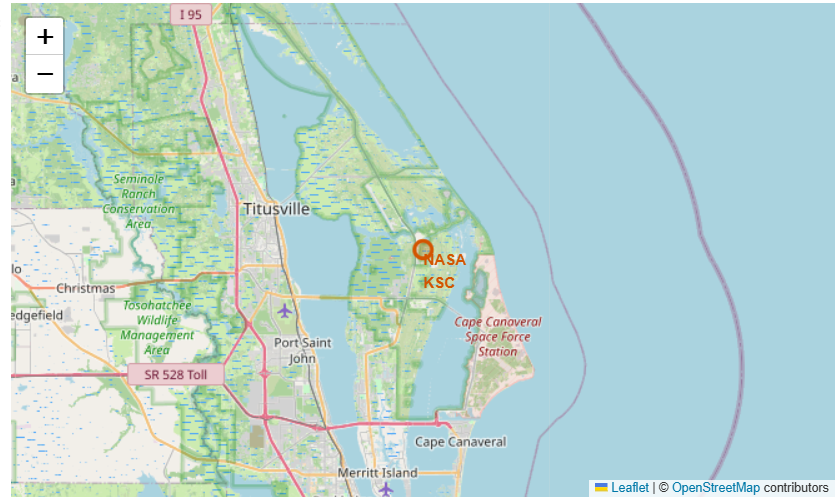 I 95
+
−
a
Seminole
Ranch
Conservation
Area
a
Titusville
NASA
KSC
lo
Christmas
edgefield
Tosohatchee
Wildlife
Management
Area
Port Saint
John
Cape Canaveral
Space Force
Station
SR 528 Toll
Cape Canaveral
Merritt Island
Leaflet | © OpenStreetMap contributors